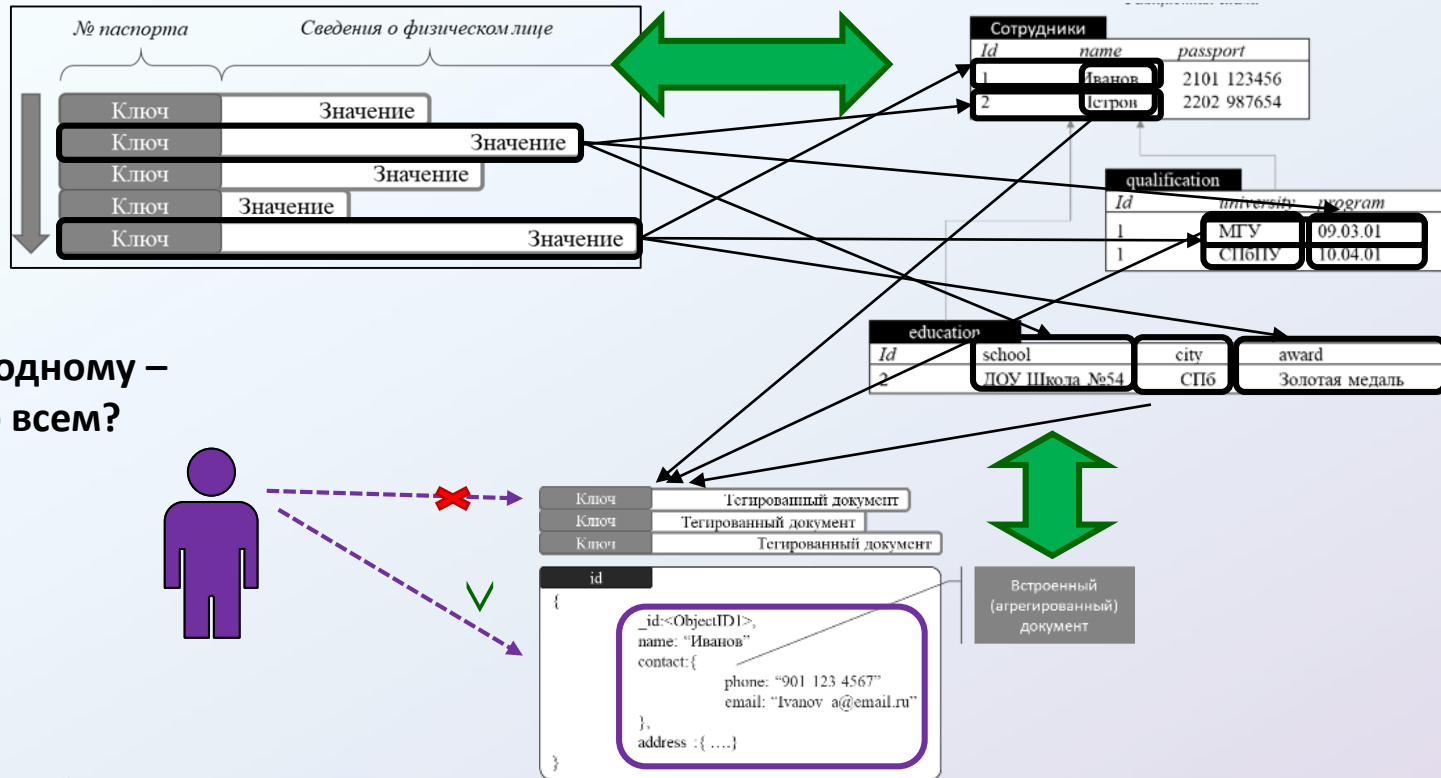 № паспорта Сведения о физическом лице
Ключ Значение
Ключ Значение
Ключ Значение
Ключ Значение
Ключ Значение
Сотрудники
Id name passport
1 Иванов 2101 123456
2 Петров 2202 987654
qualification
Id university program
1 МГУ 09.03.01
1 СПбПУ 10.04.01
education
Id school city award
2 ДОУ Школа №54 СПб Золотая медаль
одному –
всем?
Ключ Тегированный документ
Ключ Тегированный документ
Ключ Тегированный документ
id
{
_id:<ObjectID1>,
name: “Иванов”
contact:{
phone: “901 123 4567”
email: “Ivanov a@email.ru”
},
address :{ ….}
}
Встроенный
(агрегированный)
документ